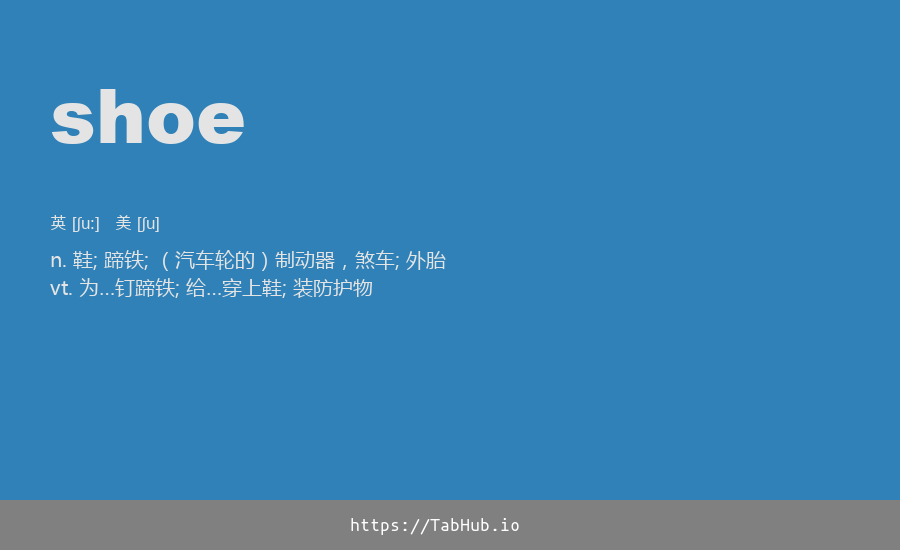 shoe
英 [ʃuː] 美 [ʃu]
n. 鞋; 蹄铁; （汽车轮的）制动器，煞车; 外胎
vt. 为…钉蹄铁; 给…穿上鞋; 装防护物
https://TabHub.io